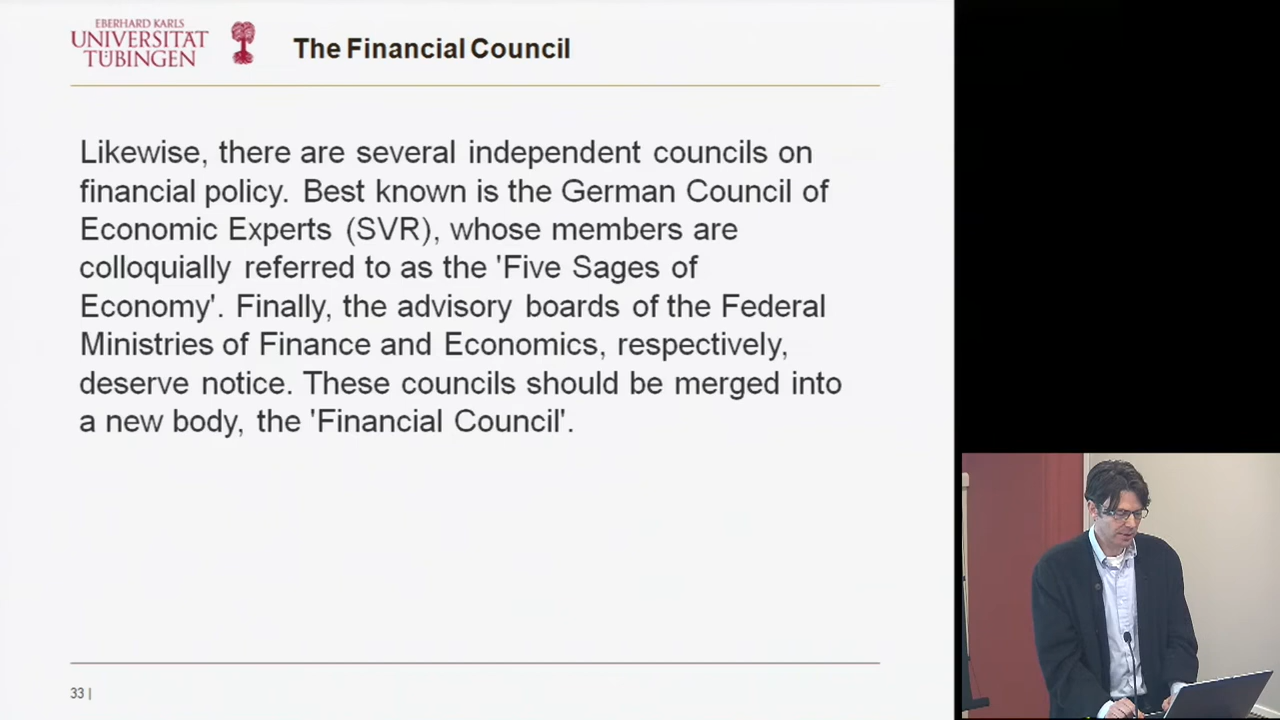 EBERHARD KARLS
UNIVERSITÄT
TÜBINGEN
The Financial Council
Likewise, there are several independent councils on
financial policy. Best known is the German Council of
Economic Experts (SVR), whose members are
colloquially referred to as the 'Five Sages of
Economy'. Finally, the advisory boards of the Federal
Ministries of Finance and Economics, respectively,
deserve notice. These councils should be merged into
a new body, the 'Financial Council'.
33 |